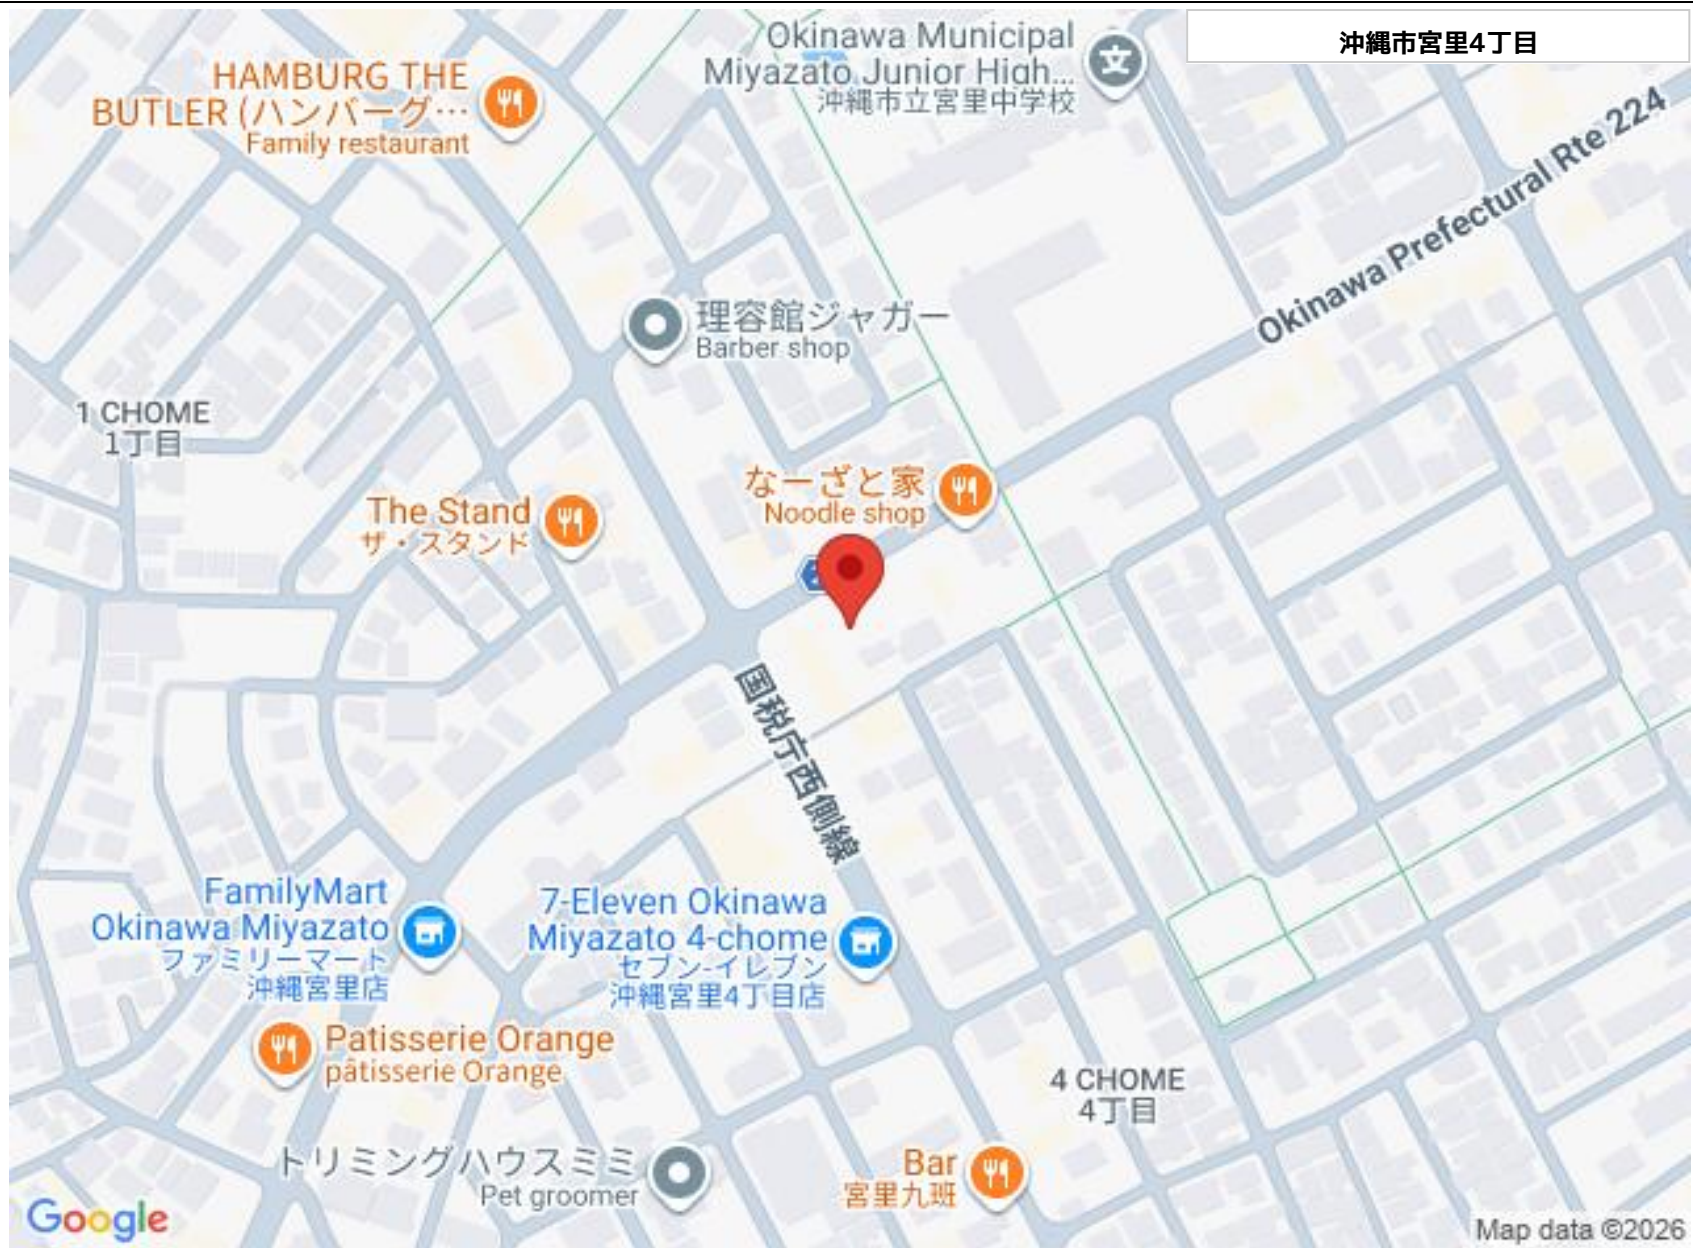 沖縄市宮里4丁目
Okinawa Municipal
Miyazato Junior High...
沖縄市立宮里中学校
HAMBURG THE
BUTLER (ハンバーグ…
Family restaurant
Okinawa Prefectural Rte 224
理容館ジャガー
Barber shop
1 CHOME
1丁目
なーざと家
Noodle shop
The Stand
ザ・スタンド
国税庁西側線
FamilyMart
Okinawa Miyazato
ファミリーマート
沖縄宮里店
7-Eleven Okinawa
Miyazato 4-chome
セブン-イレブン
沖縄宮里4丁目店
Patisserie Orange
pâtisserie Orange
4 CHOME
4丁目
トリミングハウスミミ
Pet groomer
Bar
宮里九班
Google
Map data ©2026